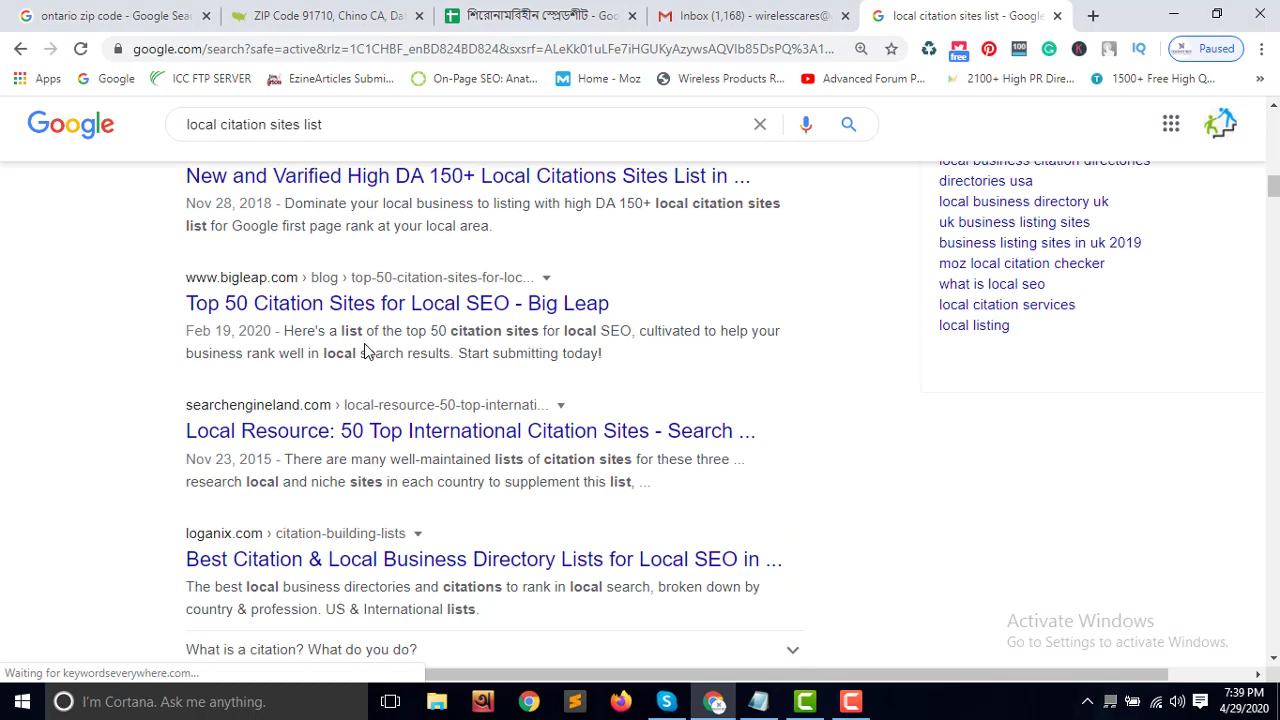 ontario zip code - Google Sear
ZIP Code 91710, Chino CA, Da
শিরোনামবিহীন স্প্রেডশীট - Goo
Inbox (1,168) - wirelesscares@
local citation sites list - Google
google.com/search?safe=active&rlz=1C1CHBF_enBD824BD824&sxsrf=ALeKk01uLFe7iHGUKyAzywsAQVIb85DsPQ%3A1...
Paused
free
100
IQ
Apps
Google
ICC FTP SERVER
EzineArticles Submi...
On-Page SEO: Anat...
Home - Moz
Wireless Products R...
Advanced Forum P...
2100+ High PR Dire...
1500+ Free High Q...
Google
local citation sites list
New and Varified High DA 150+ Local Citations Sites List in ...
Nov 28, 2018 - Dominate your local business to listing with high DA 150+ local citation sites
list for Google first page rank at your local area.
www.bigleap.com › blog › top-50-citation-sites-for-loc...
Top 50 Citation Sites for Local SEO - Big Leap
Feb 19, 2020 - Here's a list of the top 50 citation sites for local SEO, cultivated to help your
business rank well in local search results. Start submitting today!
searchengineland.com › local-resource-50-top-internati...
Local Resource: 50 Top International Citation Sites - Search ...
Nov 23, 2015 - There are many well-maintained lists of citation sites for these three ...
research local and niche sites in each country to supplement this list, ...
loganix.com › citation-building-lists
Best Citation & Local Business Directory Lists for Local SEO in ...
The best local business directories and citations to rank in local search, broken down by
country & profession. US & International lists.
What is a citation? What do you do?
local business citation directories
directories usa
local business directory uk
uk business listing sites
business listing sites in uk 2019
moz local citation checker
what is local seo
local citation services
local listing
Activate Windows
Go to Settings to activate Windows.
Waiting for keywordseverywhere.com...
I'm Cortana. Ask me anything.
7:39 PM
4/29/2020